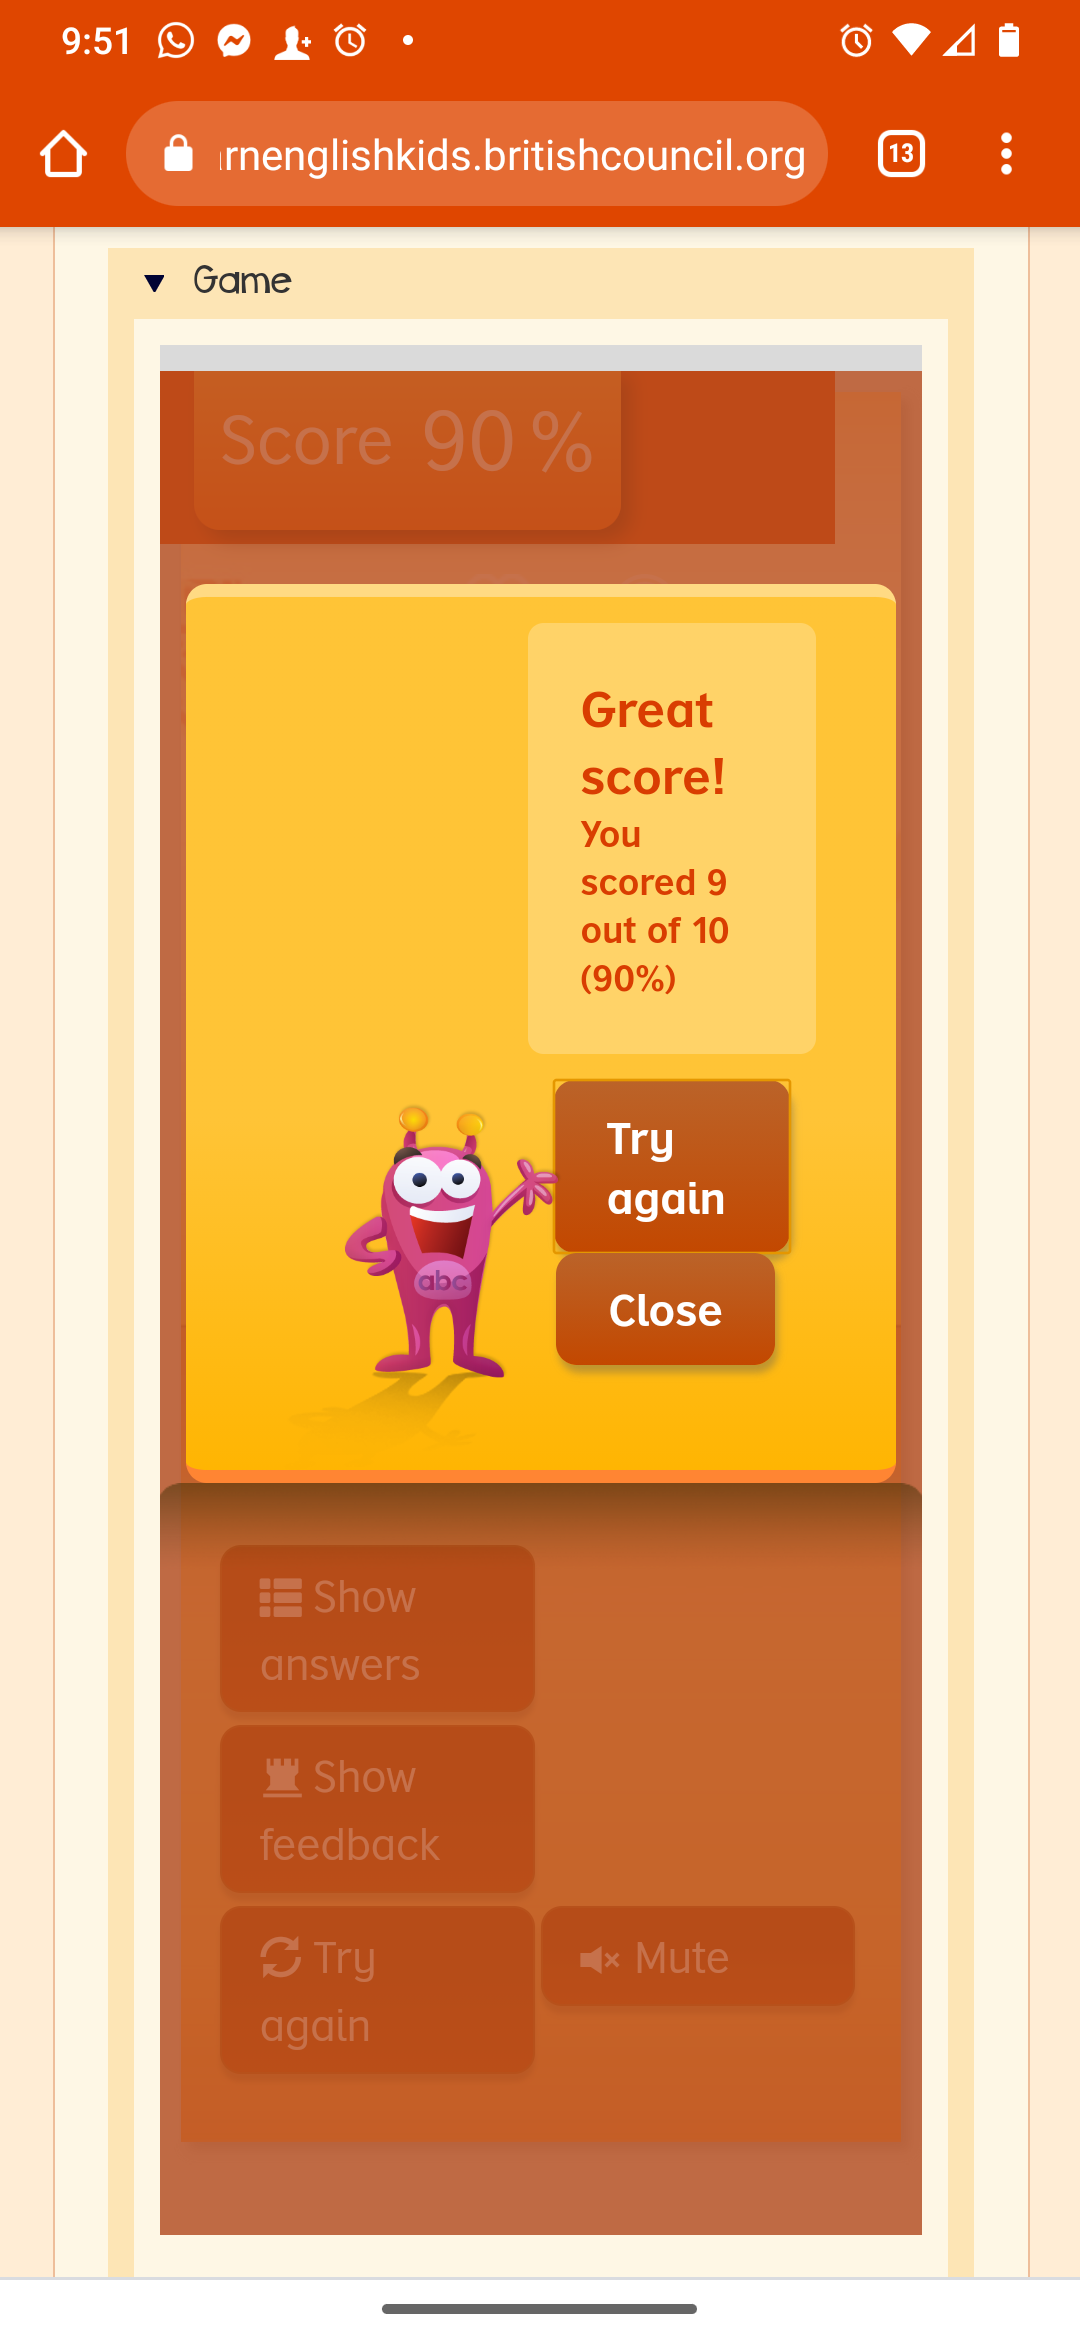 9:51
rnenglishkids.britishcouncil.org
13
Game
Score 90 %
Great
score!
You
scored 9
out of 10
(90%)
Try
again
abc
Close
Show
answers
Show
feedback
Try
again
Mute